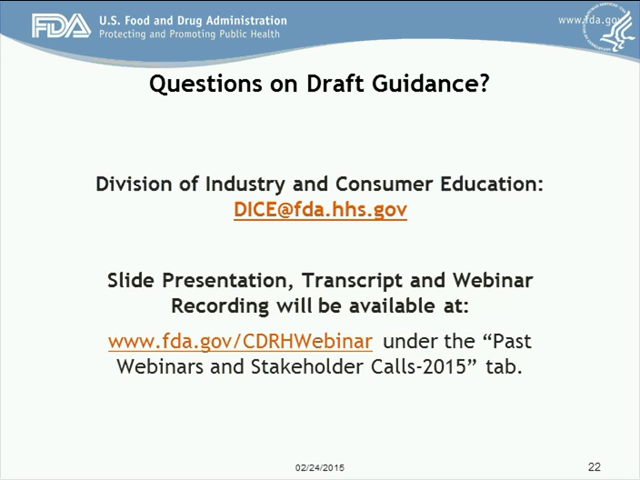 FDA
U.S. Food and Drug Administration
Protecting and Promoting Public Health
www.fda.gov
Questions on Draft Guidance?
Division of Industry and Consumer Education:
DICE@fda.hhs.gov
Slide Presentation, Transcript and Webinar
Recording will be available at:
www.fda.gov/CDRHWebinar under the “Past
Webinars and Stakeholder Calls-2015” tab.
02/24/2015
22